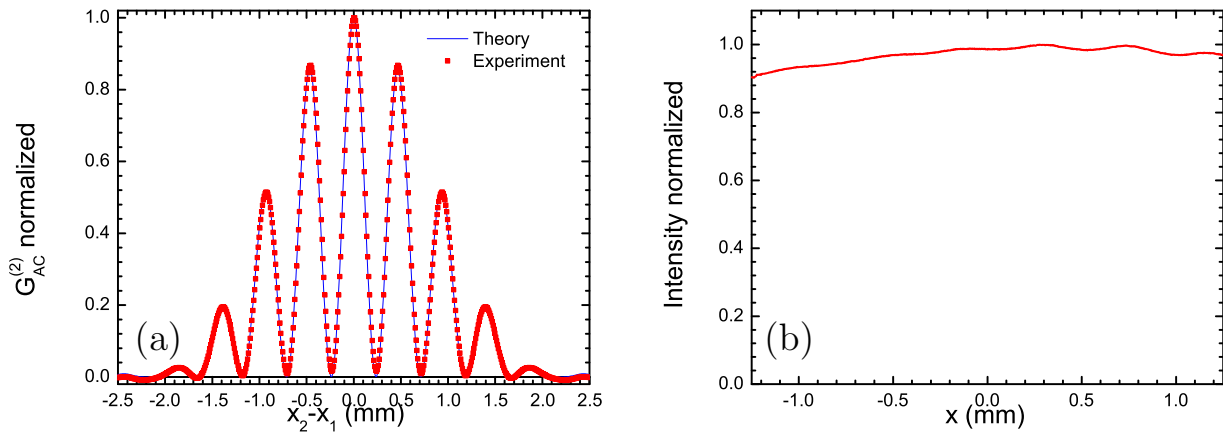 G_AC^(2) normalized
1.0
0.8
0.6
0.4
0.2
0.0
Theory
Experiment
(a)
-2.5 -2.0 -1.5 -1.0 -0.5 0.0 0.5 1.0 1.5 2.0 2.5
x_2-x_1 (mm)
Intensity normalized
1.0
0.8
0.6
0.4
0.2
0.0
(b)
-1.0 -0.5 0.0 0.5 1.0
x (mm)